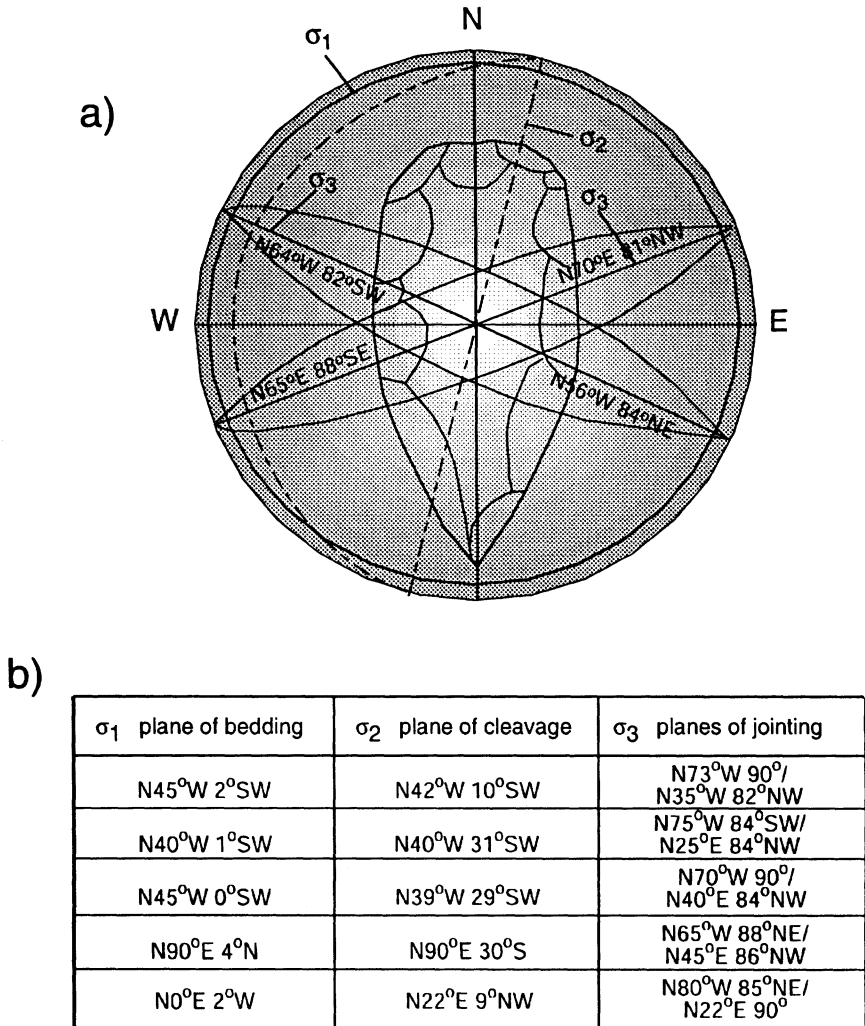 N
σ1
a)
σ2
σ3
σ3
N64°W 82°SW
N70°E 81°NW
W
E
N65°E 88°SE
N56°W 84°NE
b)
σ1 plane of bedding
σ2 plane of cleavage
σ3 planes of jointing
N45°W 2°SW
N42°W 10°SW
N73°W 90°/
N35°W 82°NW
N40°W 1°SW
N40°W 31°SW
N75°W 84°SW/
N25°E 84°NW
N45°W 0°SW
N39°W 29°SW
N70°W 90°/
N40°E 84°NW
N90°E 4°N
N90°E 30°S
N65°W 88°NE/
N45°E 86°NW
N0°E 2°W
N22°E 9°NW
N80°W 85°NE/
N22°E 90°